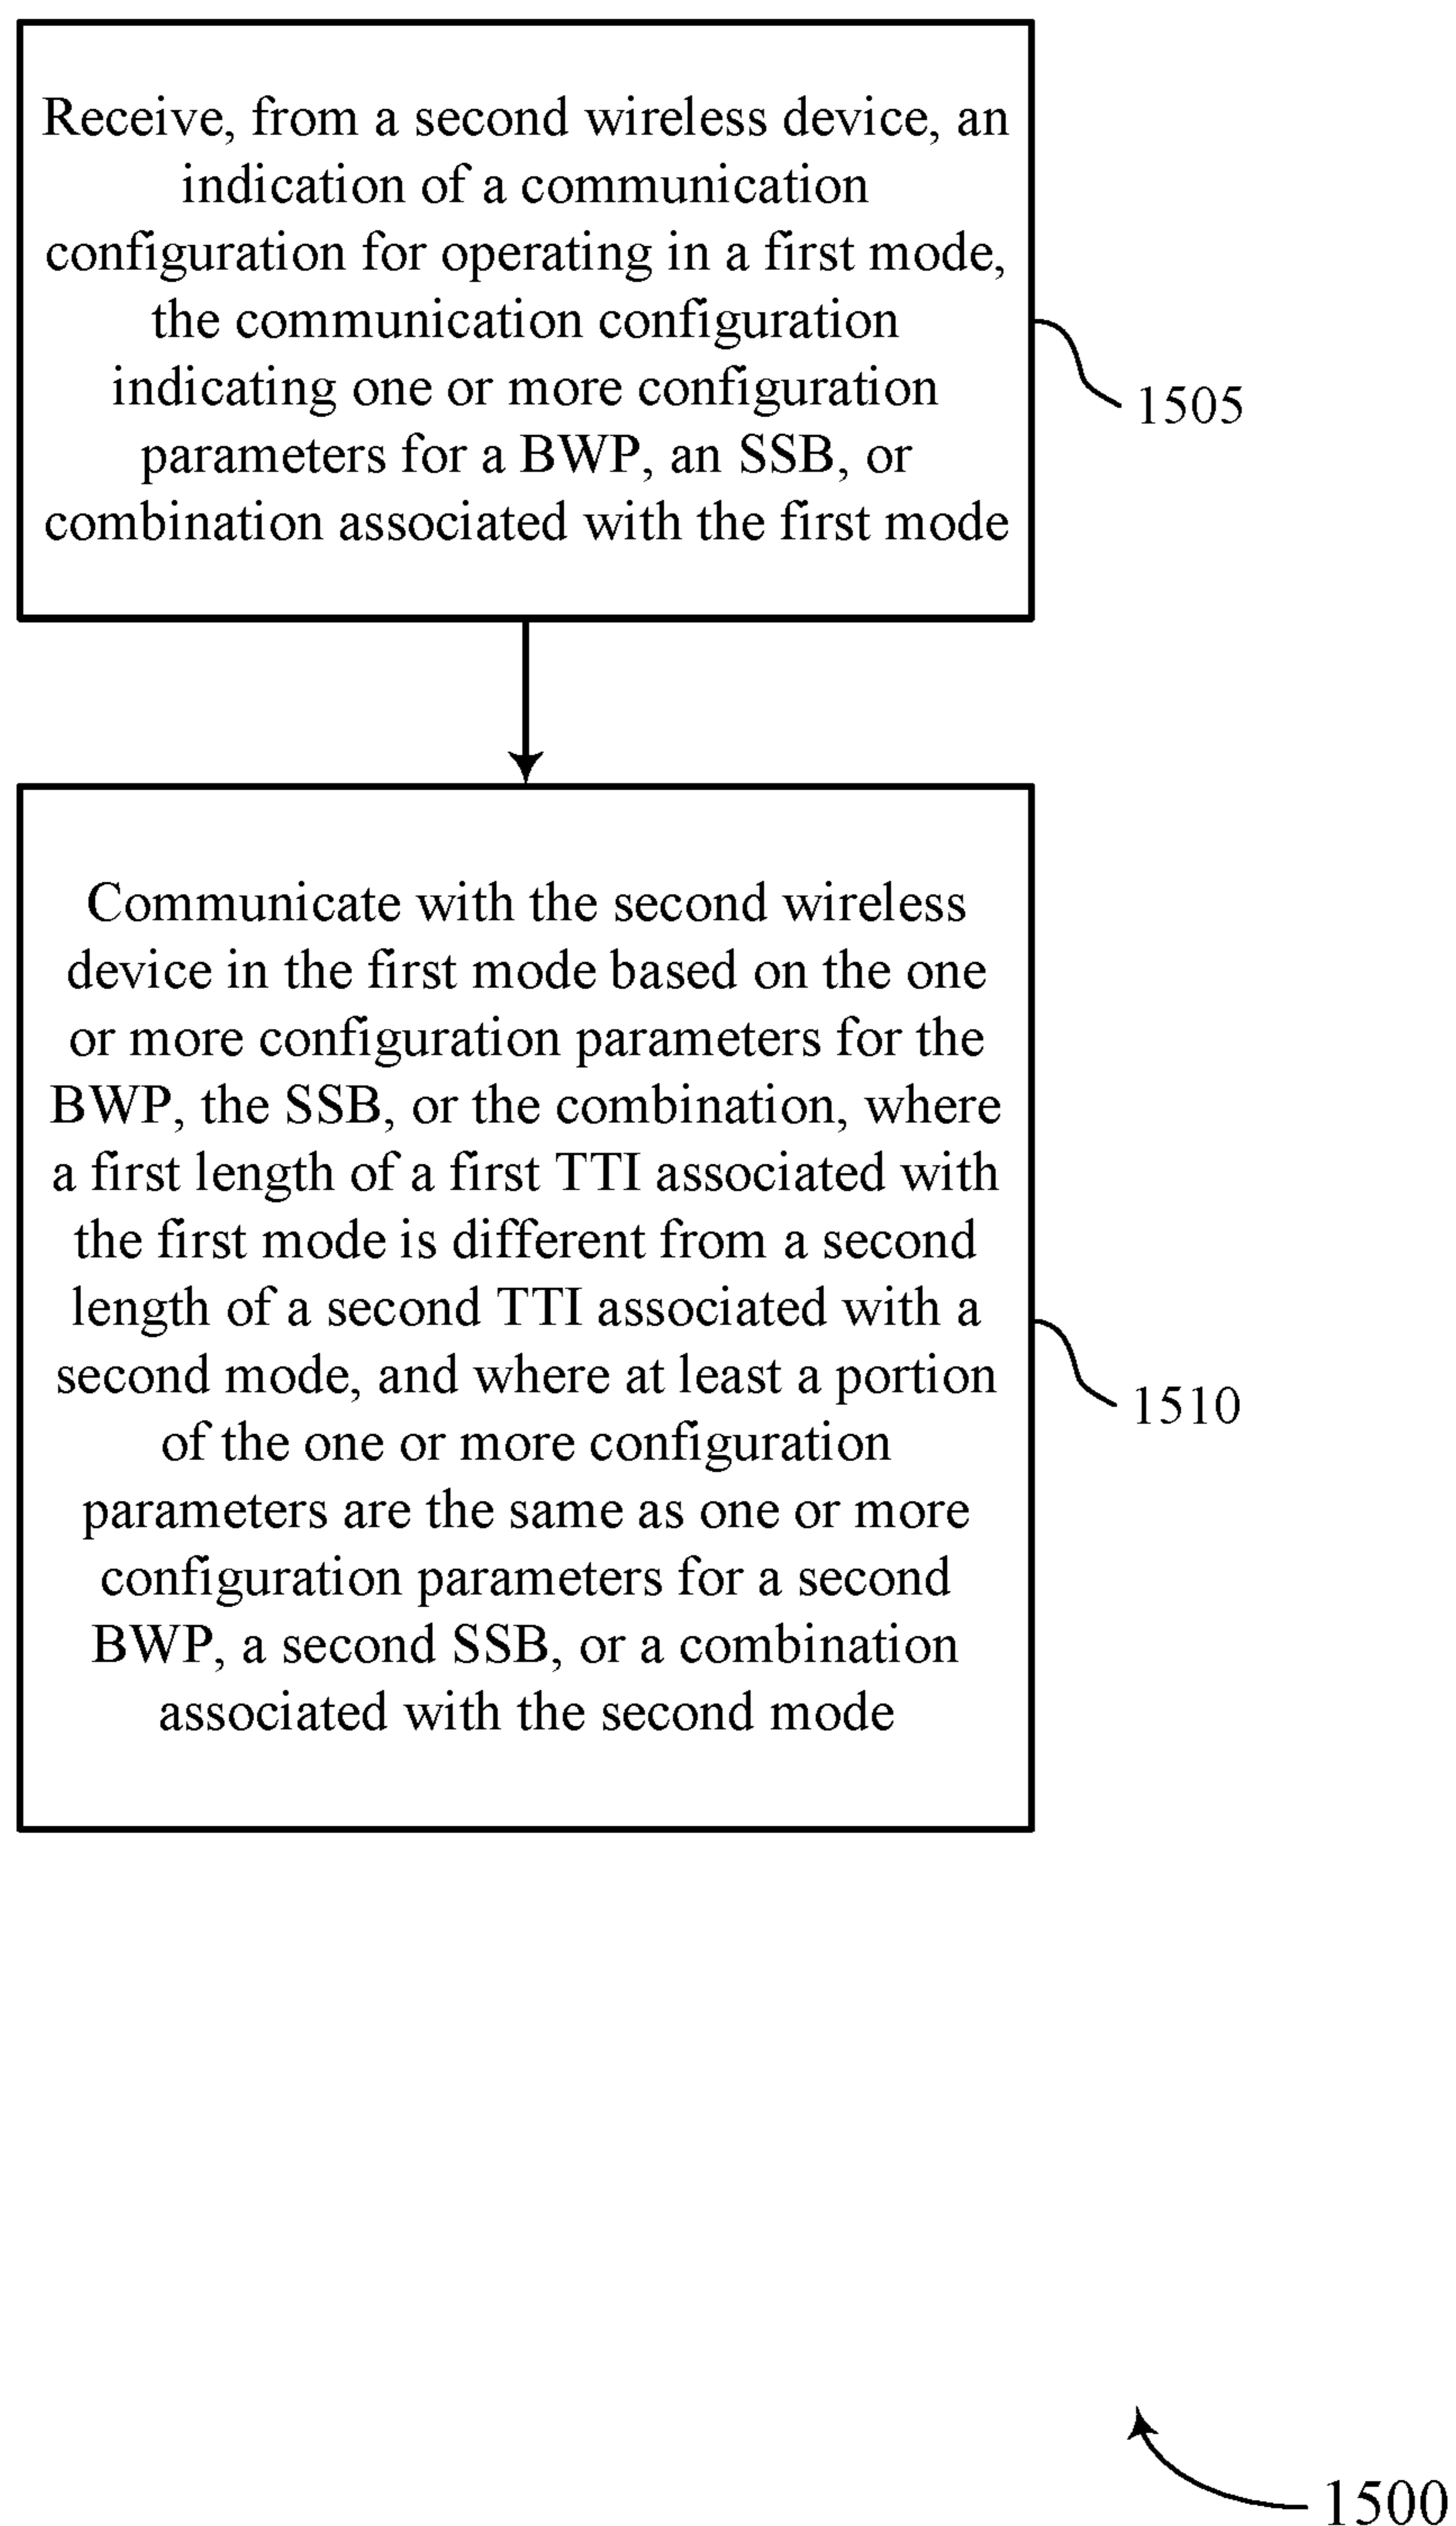 Receive, from a second wireless device, an
indication of a communication
configuration for operating in a first mode,
the communication configuration
indicating one or more configuration
parameters for a BWP, an SSB, or
combination associated with the first mode
1505
Communicate with the second wireless
device in the first mode based on the one
or more configuration parameters for the
BWP, the SSB, or the combination, where
a first length of a first TTI associated with
the first mode is different from a second
length of a second TTI associated with a
second mode, and where at least a portion
of the one or more configuration
parameters are the same as one or more
configuration parameters for a second
BWP, a second SSB, or a combination
associated with the second mode
1510
1500